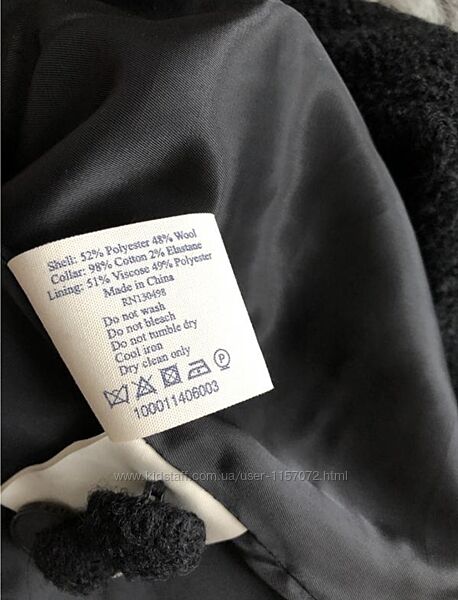 Shell: 52% Polyester 48% Wool
Collar: 98% Cotton 2% Elastane
Lining: 51% Viscose 49% Polyester
Made in China
RN130498
Do not wash
Do not bleach
Do not tumble dry
Cool iron
Dry clean only
P
100011406003
www.kidstaff.com.ua/user-1157072.html